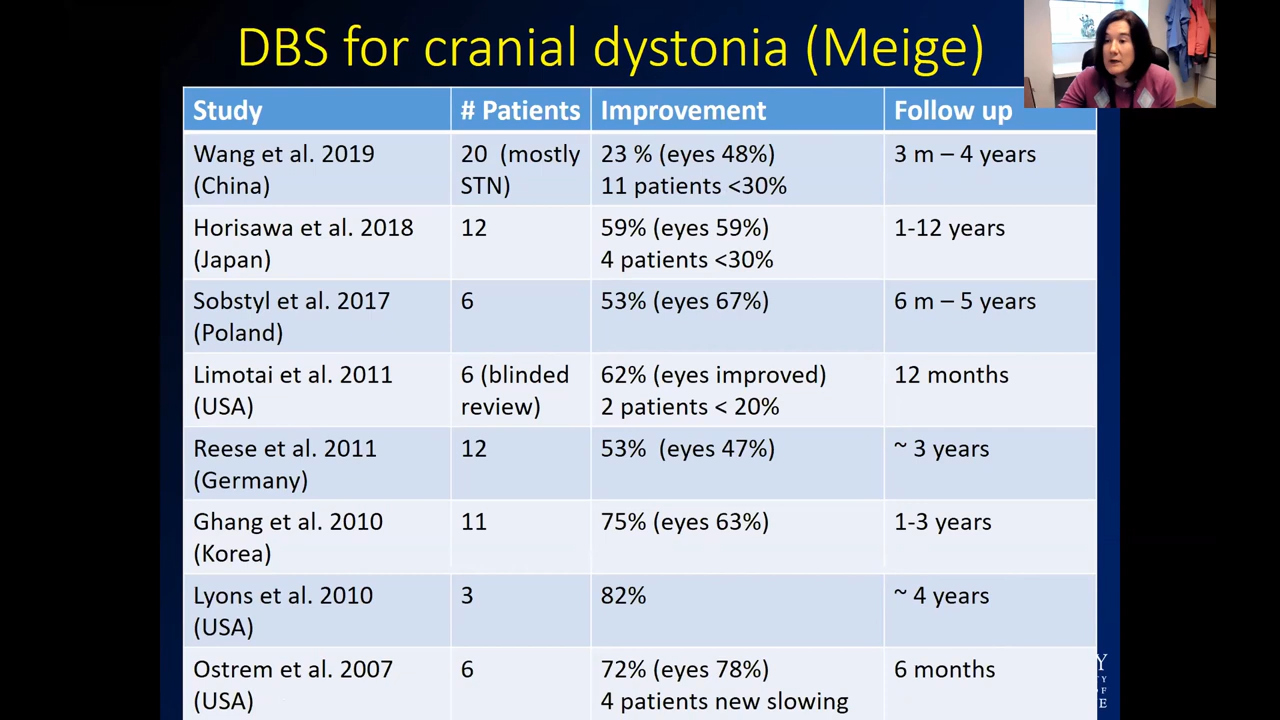 DBS for cranial dystonia (Meige)
Study # Patients Improvement Follow up
Wang et al. 2019 20 (mostly 23 % (eyes 48%) 3 m – 4 years
(China) STN) 11 patients <30%
Horisawa et al. 2018 12 59% (eyes 59%) 1-12 years
(Japan) 4 patients <30%
Sobstyl et al. 2017 6 53% (eyes 67%) 6 m – 5 years
(Poland)
Limotai et al. 2011 6 (blinded 62% (eyes improved) 12 months
(USA) review) 2 patients < 20%
Reese et al. 2011 12 53% (eyes 47%) ~ 3 years
(Germany)
Ghang et al. 2010 11 75% (eyes 63%) 1-3 years
(Korea)
Lyons et al. 2010 3 82% ~ 4 years
(USA)
Ostrem et al. 2007 6 72% (eyes 78%) 6 months
(USA) 4 patients new slowing